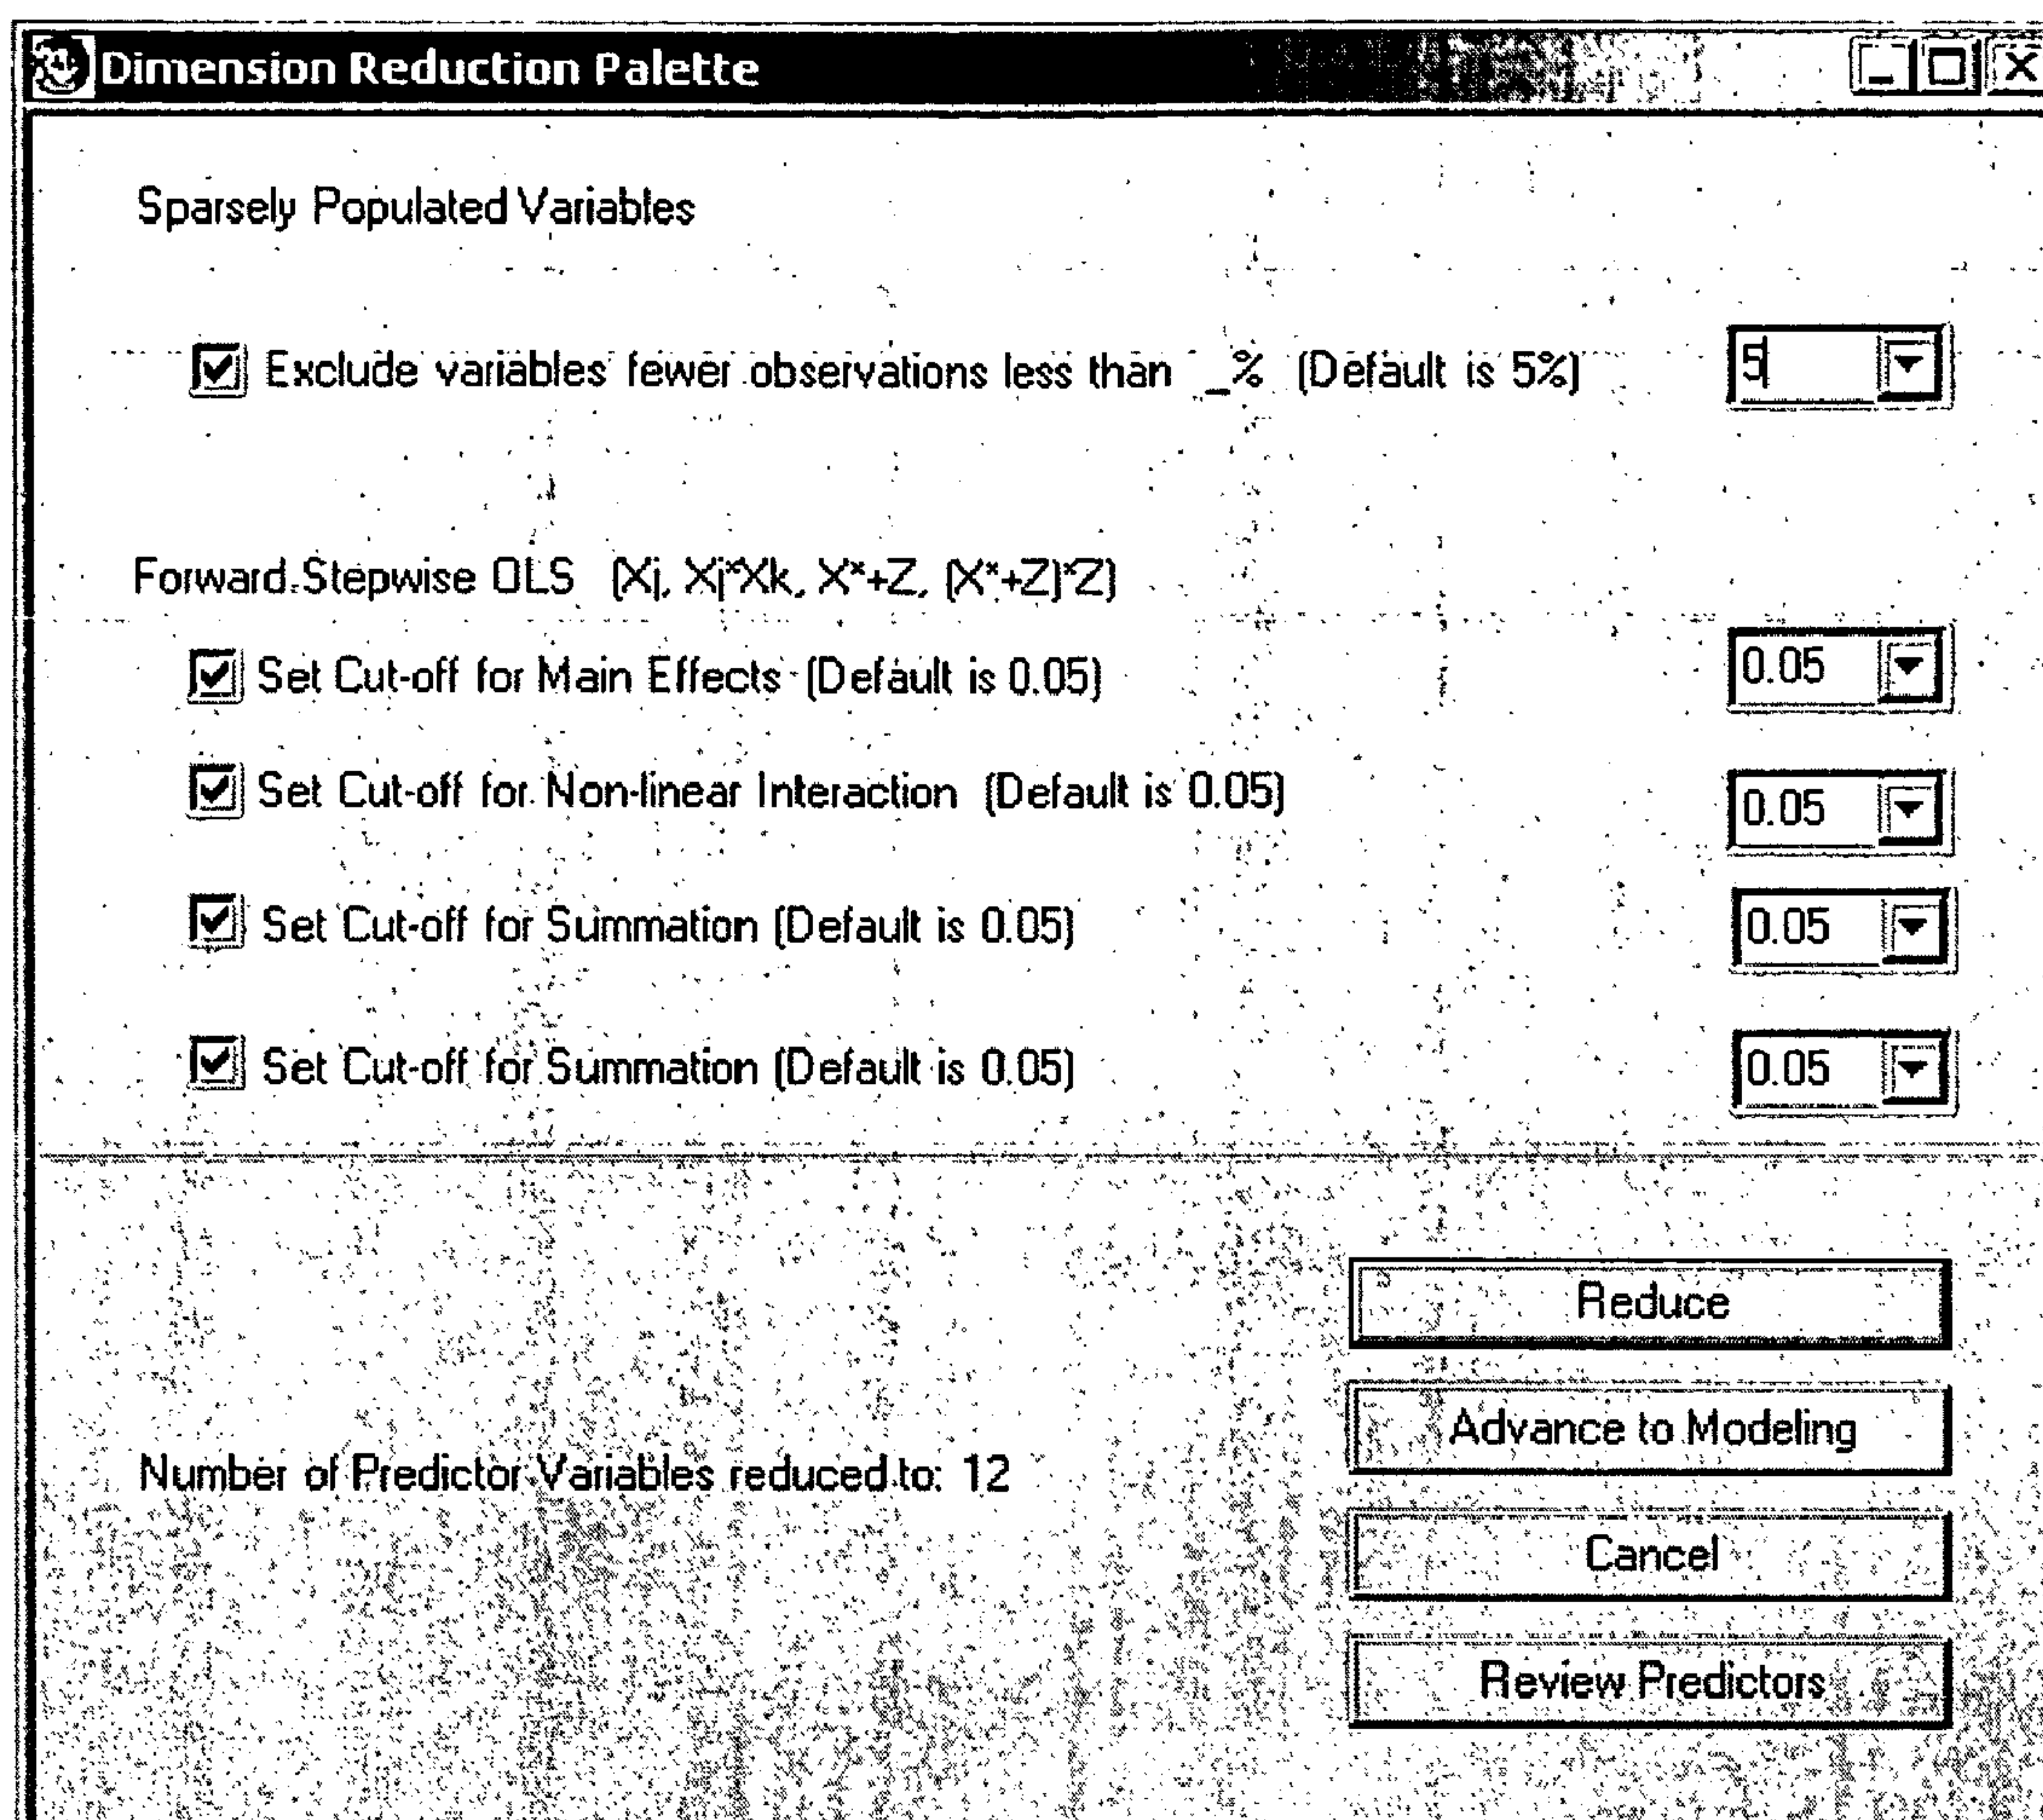 Dimension Reduction Palette
Sparsely Populated Variables
Exclude variables fewer observations less than _% (Default is 5%) 5
Forward Stepwise OLS (Xj, Xj*Xk, X*+Z, (X*+Z)*Z)
Set Cut-off for Main Effects (Default is 0.05) 0.05
Set Cut-off for Non-linear Interaction (Default is 0.05) 0.05
Set Cut-off for Summation (Default is 0.05) 0.05
Set Cut-off for Summation (Default is 0.05) 0.05
Reduce
Advance to Modeling
Number of Predictor Variables reduced to: 12
Cancel
Review Predictors